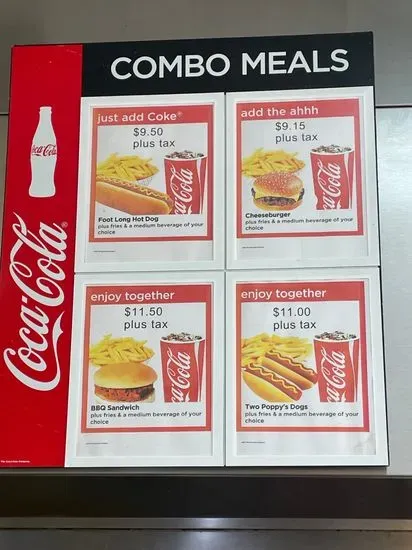 COMBO MEALS
Coca-Cola
Coca-Cola®
just add Coke®
$9.50
plus tax
Coca-Cola
Foot Long Hot Dog
plus fries & a medium beverage of your
choice
add the ahhh
$9.15
plus tax
Coca-Cola
Cheeseburger
plus fries & a medium beverage of your
choice
enjoy together
$11.50
plus tax
Coca-Cola
BBQ Sandwich
plus fries & a medium beverage of your
choice
enjoy together
$11.00
plus tax
Coca-Cola
Two Poppy's Dogs
plus fries & a medium beverage of your
choice